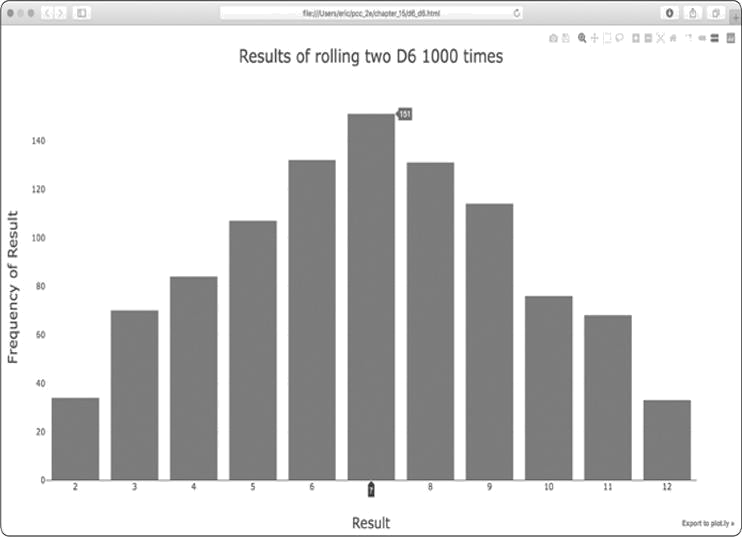 file:///Users/eric/pcc_2e/chapter_15/d6_d6.html
Results of rolling two D6 1000 times
151
140
120
100
80
60
40
20
0
Frequency of Result
2 3 4 5 6 7 8 9 10 11 12
Result
Export to plot.ly »